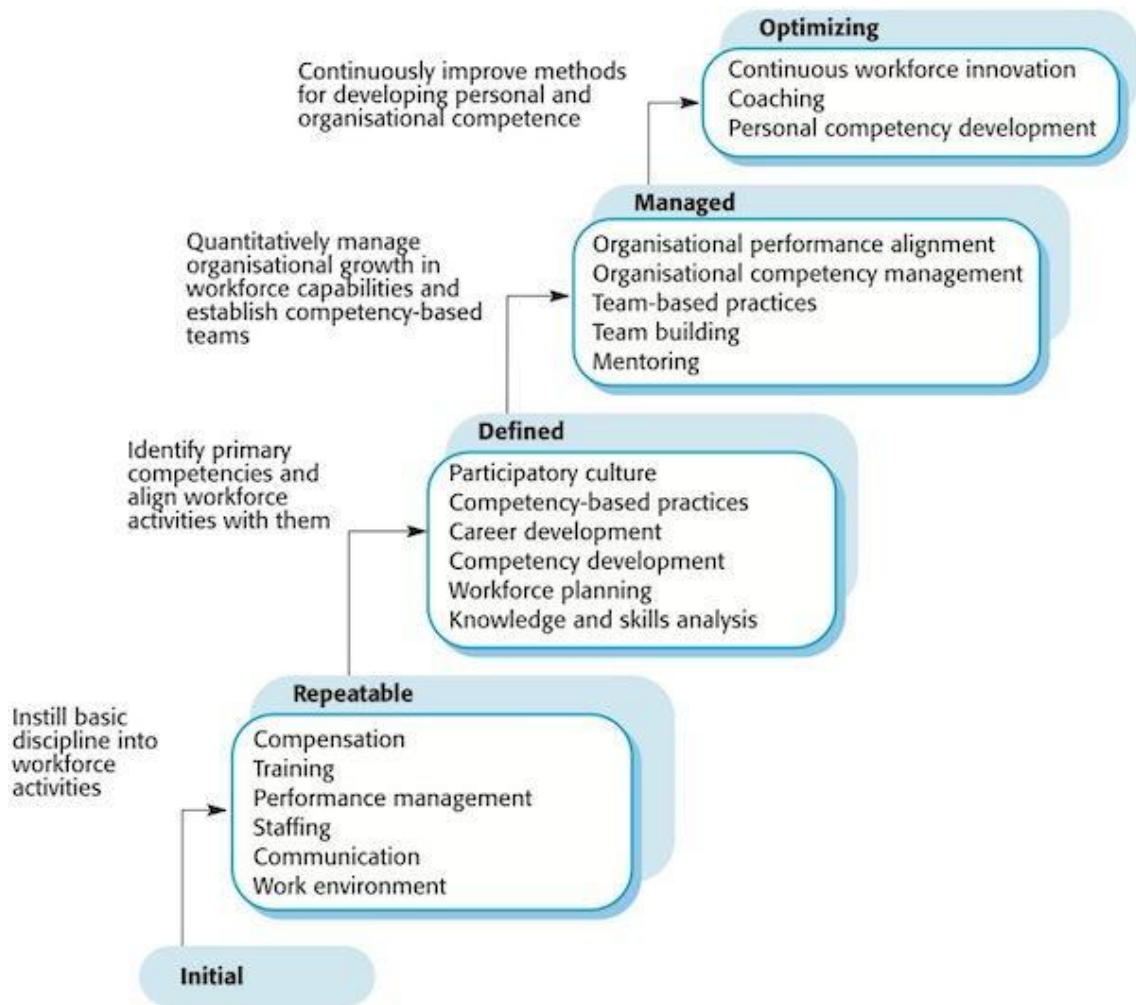 Optimizing
Continuously improve methods
for developing personal and
organisational competence
Continuous workforce innovation
Coaching
Personal competency development
Managed
Quantitatively manage
organisational growth in
workforce capabilities and
establish competency-based
teams
Organisational performance alignment
Organisational competency management
Team-based practices
Team building
Mentoring
Defined
Identify primary
competencies and
align workforce
activities with them
Participatory culture
Competency-based practices
Career development
Competency development
Workforce planning
Knowledge and skills analysis
Repeatable
Instill basic
discipline into
workforce
activities
Compensation
Training
Performance management
Staffing
Communication
Work environment
Initial